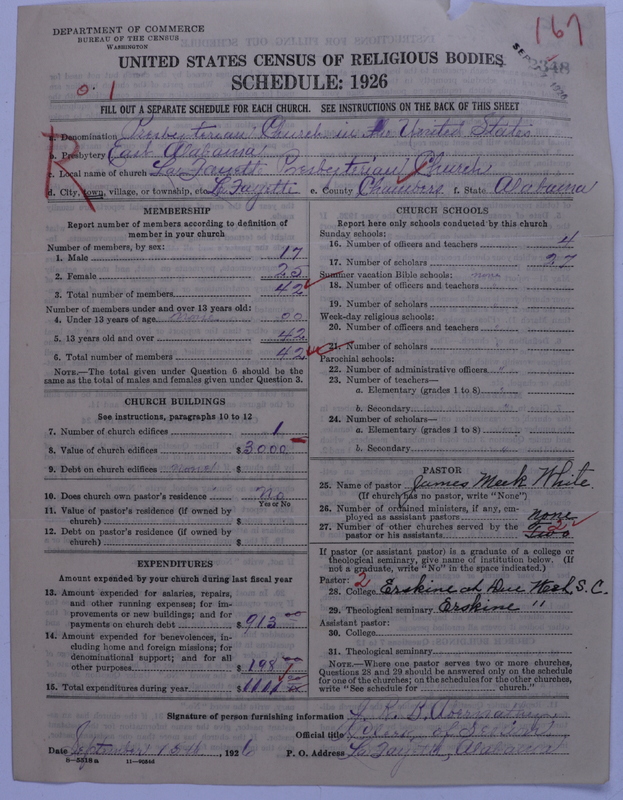 DEPARTMENT OF COMMERCE
BUREAU OF THE CENSUS
WASHINGTON
167
UNITED STATES CENSUS OF RELIGIOUS BODIES
SCHEDULE: 1926
0.1
FILL OUT A SEPARATE SCHEDULE FOR EACH CHURCH. SEE INSTRUCTIONS ON THE BACK OF THIS SHEET
R
a. Denomination Presbyterian Church in the United States
b. Presbytery East Alabama
c. Local name of church La Fayette Presbyterian Church
d. City, town, village, or township, etc La Fayette e. County Chambers f. State Alabama
MEMBERSHIP
Report number of members according to definition of
member in your church
Number of members, by sex:
1. Male 17
2. Female 25
3. Total number of members 42
Number of members under and over 13 years old:
4. Under 13 years of age none 00
5. 13 years old and over 42
6. Total number of members 42
NOTE.—The total given under Question 6 should be
same as the total of males and females given under Question 3.
CHURCH BUILDINGS
See instructions, paragraphs 10 to 12
7. Number of church edifices 1
8. Value of church edifices $3000
9. Debt on church edifices none $
10. Does church own pastor's residence No
Yes or No
11. Value of pastor's residence (if owned by
church) $
12. Debt on pastor's residence (if owned by
church) $
EXPENDITURES
Amount expended by your church during last fiscal year
13. Amount expended for salaries, repairs,
and other running expenses; for im-
provements or new buildings; and for
payments on church debt $913.00
14. Amount expended for benevolences, in-
cluding home and foreign missions; for
denominational support; and for all
other purposes $198
15. Total expenditures during year $1111
CHURCH SCHOOLS
Report here only schools conducted by this church
Sunday schools:
16. Number of officers and teachers 4
17. Number of scholars 27
Summer vacation Bible schools: none
18. Number of officers and teachers
19. Number of scholars
Week-day religious schools:
20. Number of officers and teachers
21. Number of scholars
Parochial schools:
22. Number of administrative officers
23. Number of teachers—
a. Elementary (grades 1 to 8)
b. Secondary
24. Number of scholars—
a. Elementary (grades 1 to 8)
b. Secondary
PASTOR
25. Name of pastor James Meek White
(If church has no pastor, write "None")
26. Number of ordained ministers, if any, em-
ployed as assistant pastors none
27. Number of other churches served by the
pastor or his assistants Two
If pastor (or assistant pastor) is a graduate of a college or
theological seminary, give name of institution below. (If
not a graduate, write "No" in the space indicated.)
Pastor: 2
28. College Erskine at Due West, S.C.
29. Theological seminary Erskine "
Assistant pastor:
30. College
31. Theological seminary
NOTE.—Where one pastor serves two or more churches,
Questions 28 and 29 should be answered only on the schedule
for one of the churches; on the schedules for the other churches,
write "See schedule for church."
Signature of person furnishing information
Official title Clerk of Session
Date September 15th, 1926 P. O. Address La Fayette, Alabama
8-5518a 11-90546